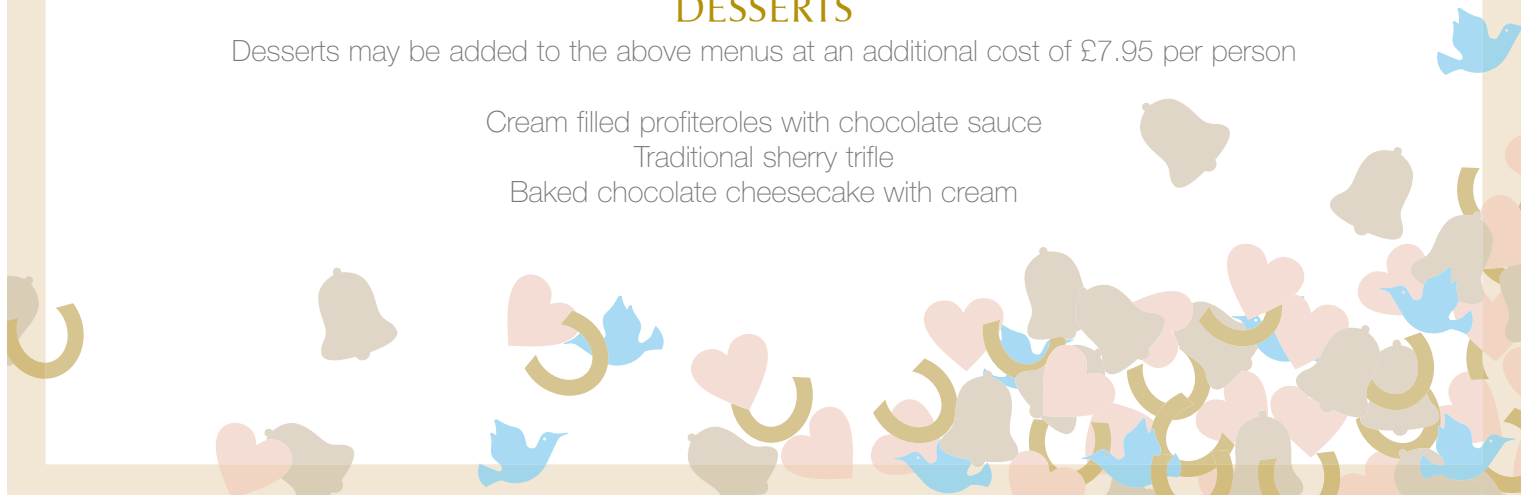 DESSERTS
Desserts may be added to the above menus at an additional cost of £7.95 per person
Cream filled profiteroles with chocolate sauce
Traditional sherry trifle
Baked chocolate cheesecake with cream